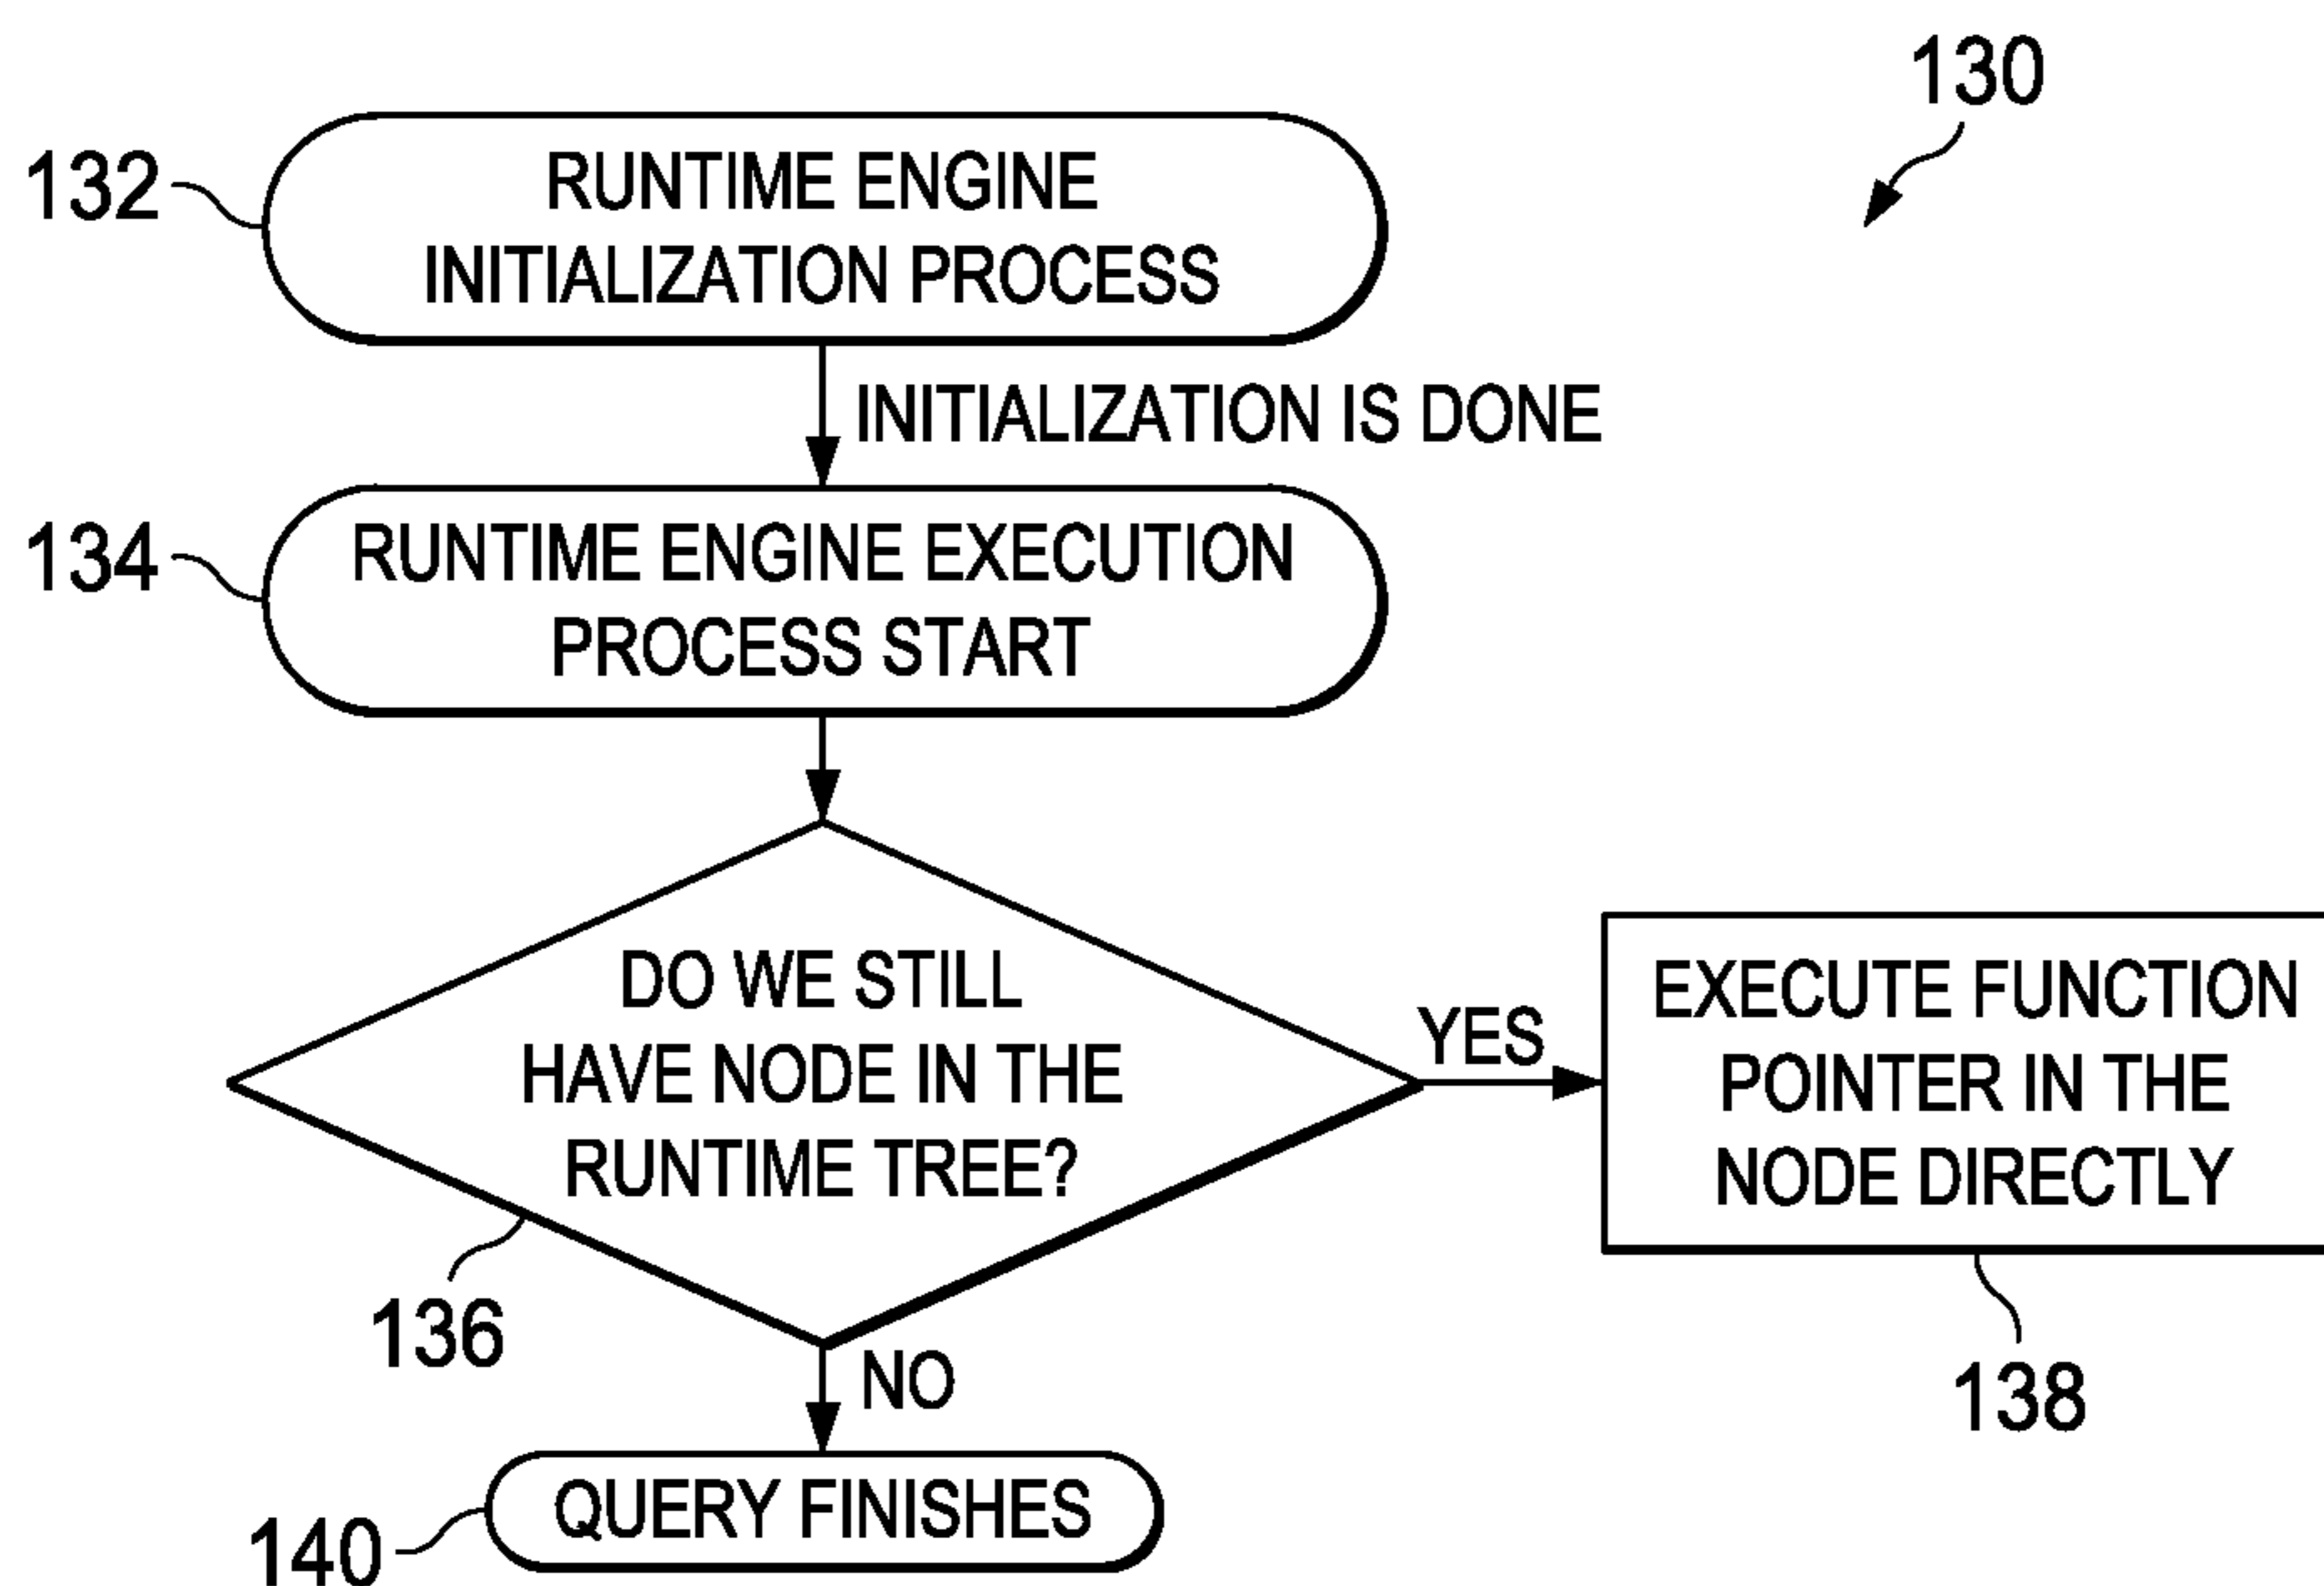 130
132
RUNTIME ENGINE
INITIALIZATION PROCESS
INITIALIZATION IS DONE
134
RUNTIME ENGINE EXECUTION
PROCESS START
DO WE STILL
HAVE NODE IN THE
RUNTIME TREE?
136
YES
EXECUTE FUNCTION
POINTER IN THE
NODE DIRECTLY
138
NO
QUERY FINISHES
140